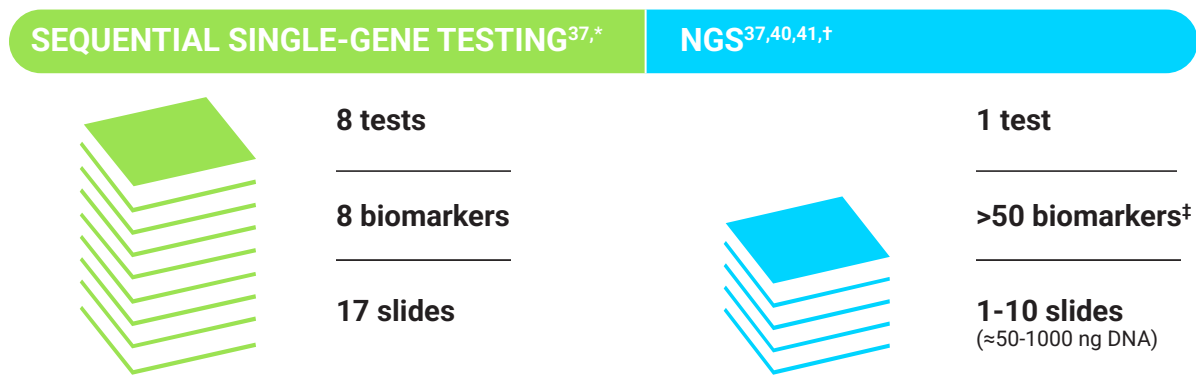 SEQUENTIAL SINGLE-GENE TESTING37,*
NGS37,40,41,†
8 tests
8 biomarkers
17 slides
1 test
>50 biomarkers‡
1-10 slides
(≈50-1000 ng DNA)